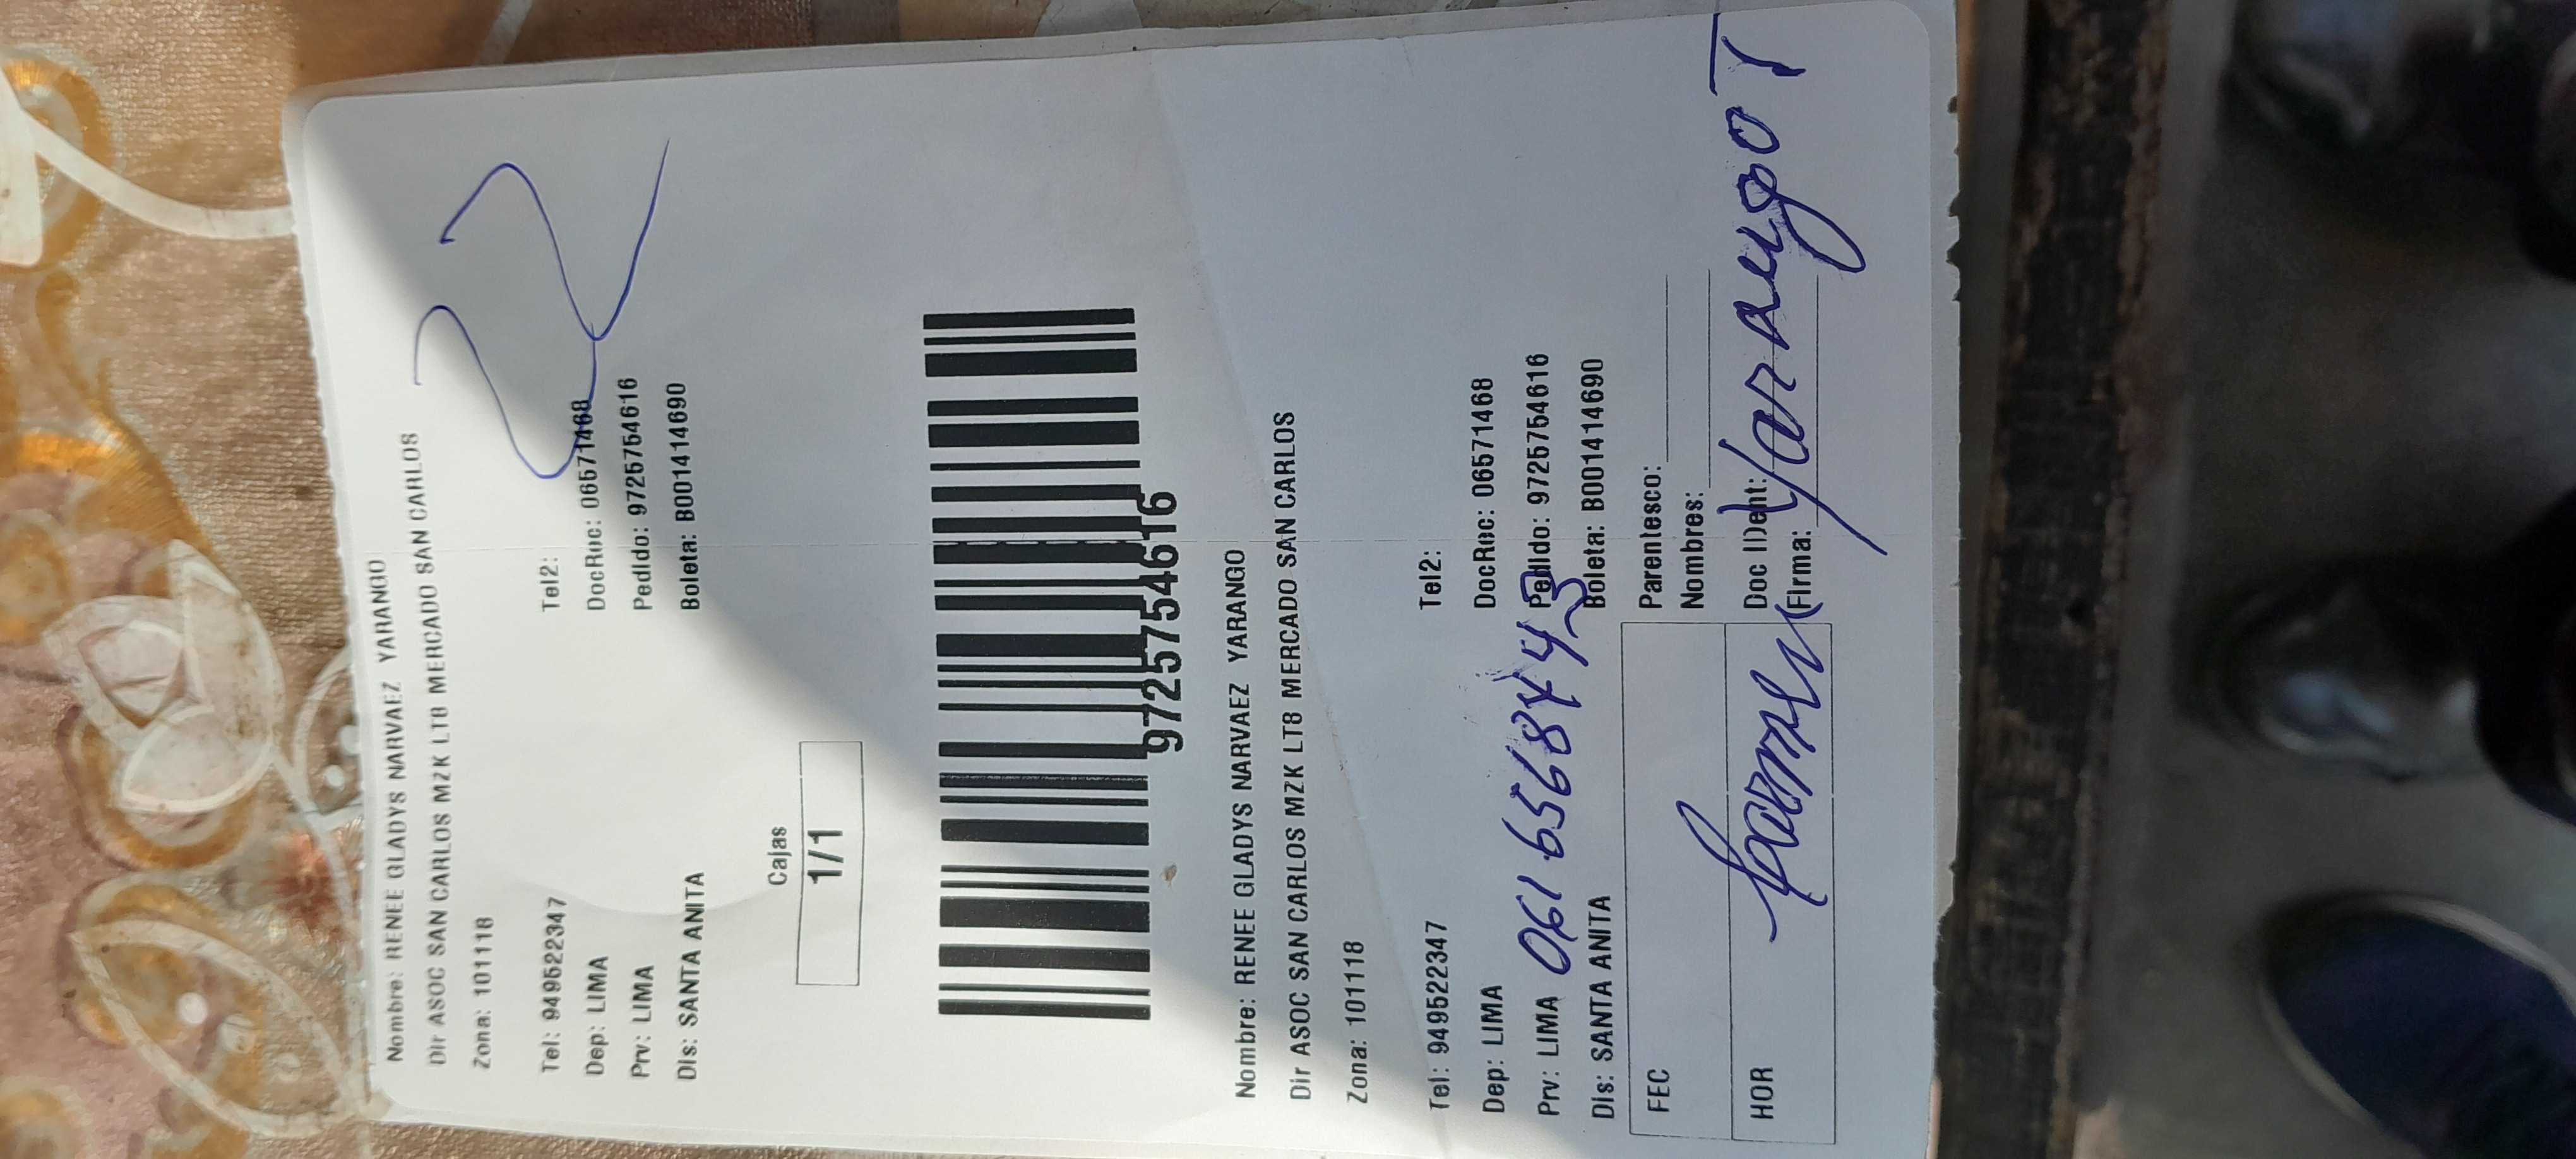 Nombre: RENEE GLADYS NARVAEZ YARANGO
Dir ASOC SAN CARLOS MZK LT8 MERCADO SAN CARLOS
Zona: 101118
Tel: 949522347 Tel2:
Dep: LIMA DocRuc: 06571468
Prv: LIMA Pedido: 9725754616
Dis: SANTA ANITA Boleta: B001414690
Cajas
1/1
9725754616
Nombre: RENEE GLADYS NARVAEZ YARANGO
Dir ASOC SAN CARLOS MZK LT8 MERCADO SAN CARLOS
Zona: 101118
Tel: 949522347 Tel2:
Dep: LIMA DocRuc: 06571468
Prv: LIMA Pedido: 9725754616
Dis: SANTA ANITA Boleta: B001414690
FEC Parentesco:
Nombres:
HOR Doc IDent:
Firma: Yarango T